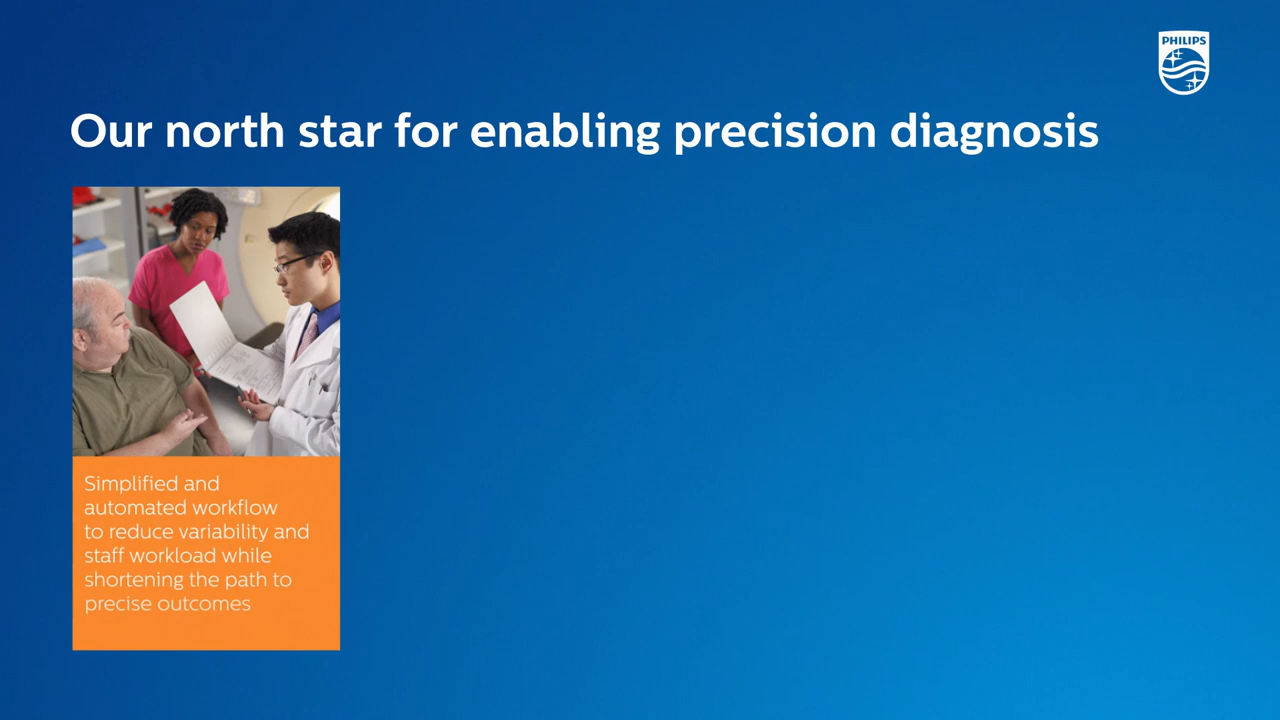 PHILIPS
Our north star for enabling precision diagnosis
Simplified and
automated workflow
to reduce variability and
staff workload while
shortening the path to
precise outcomes